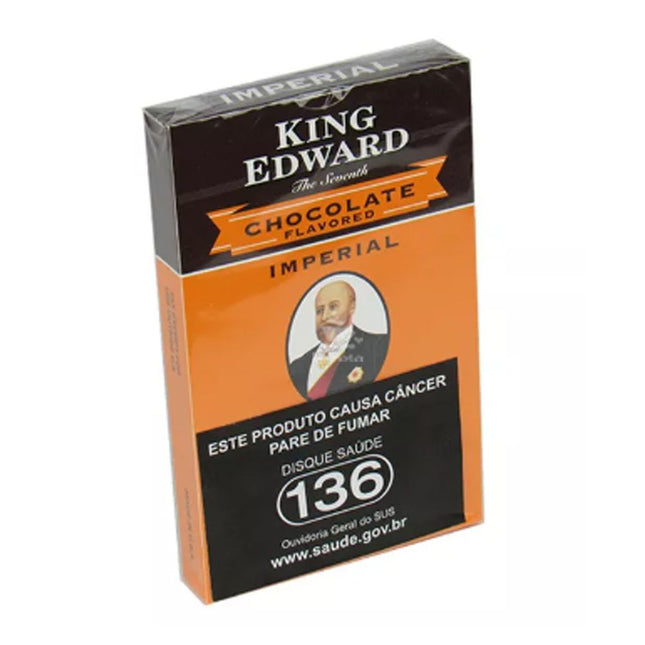 IMPERIAL
KING
EDWARD
The Seventh
CHOCOLATE
FLAVORED
IMPERIAL
ESTE PRODUTO CAUSA CÂNCER
PARE DE FUMAR
DISQUE SAÚDE
136
Ouvidoria Geral do SUS
www.saude.gov.br